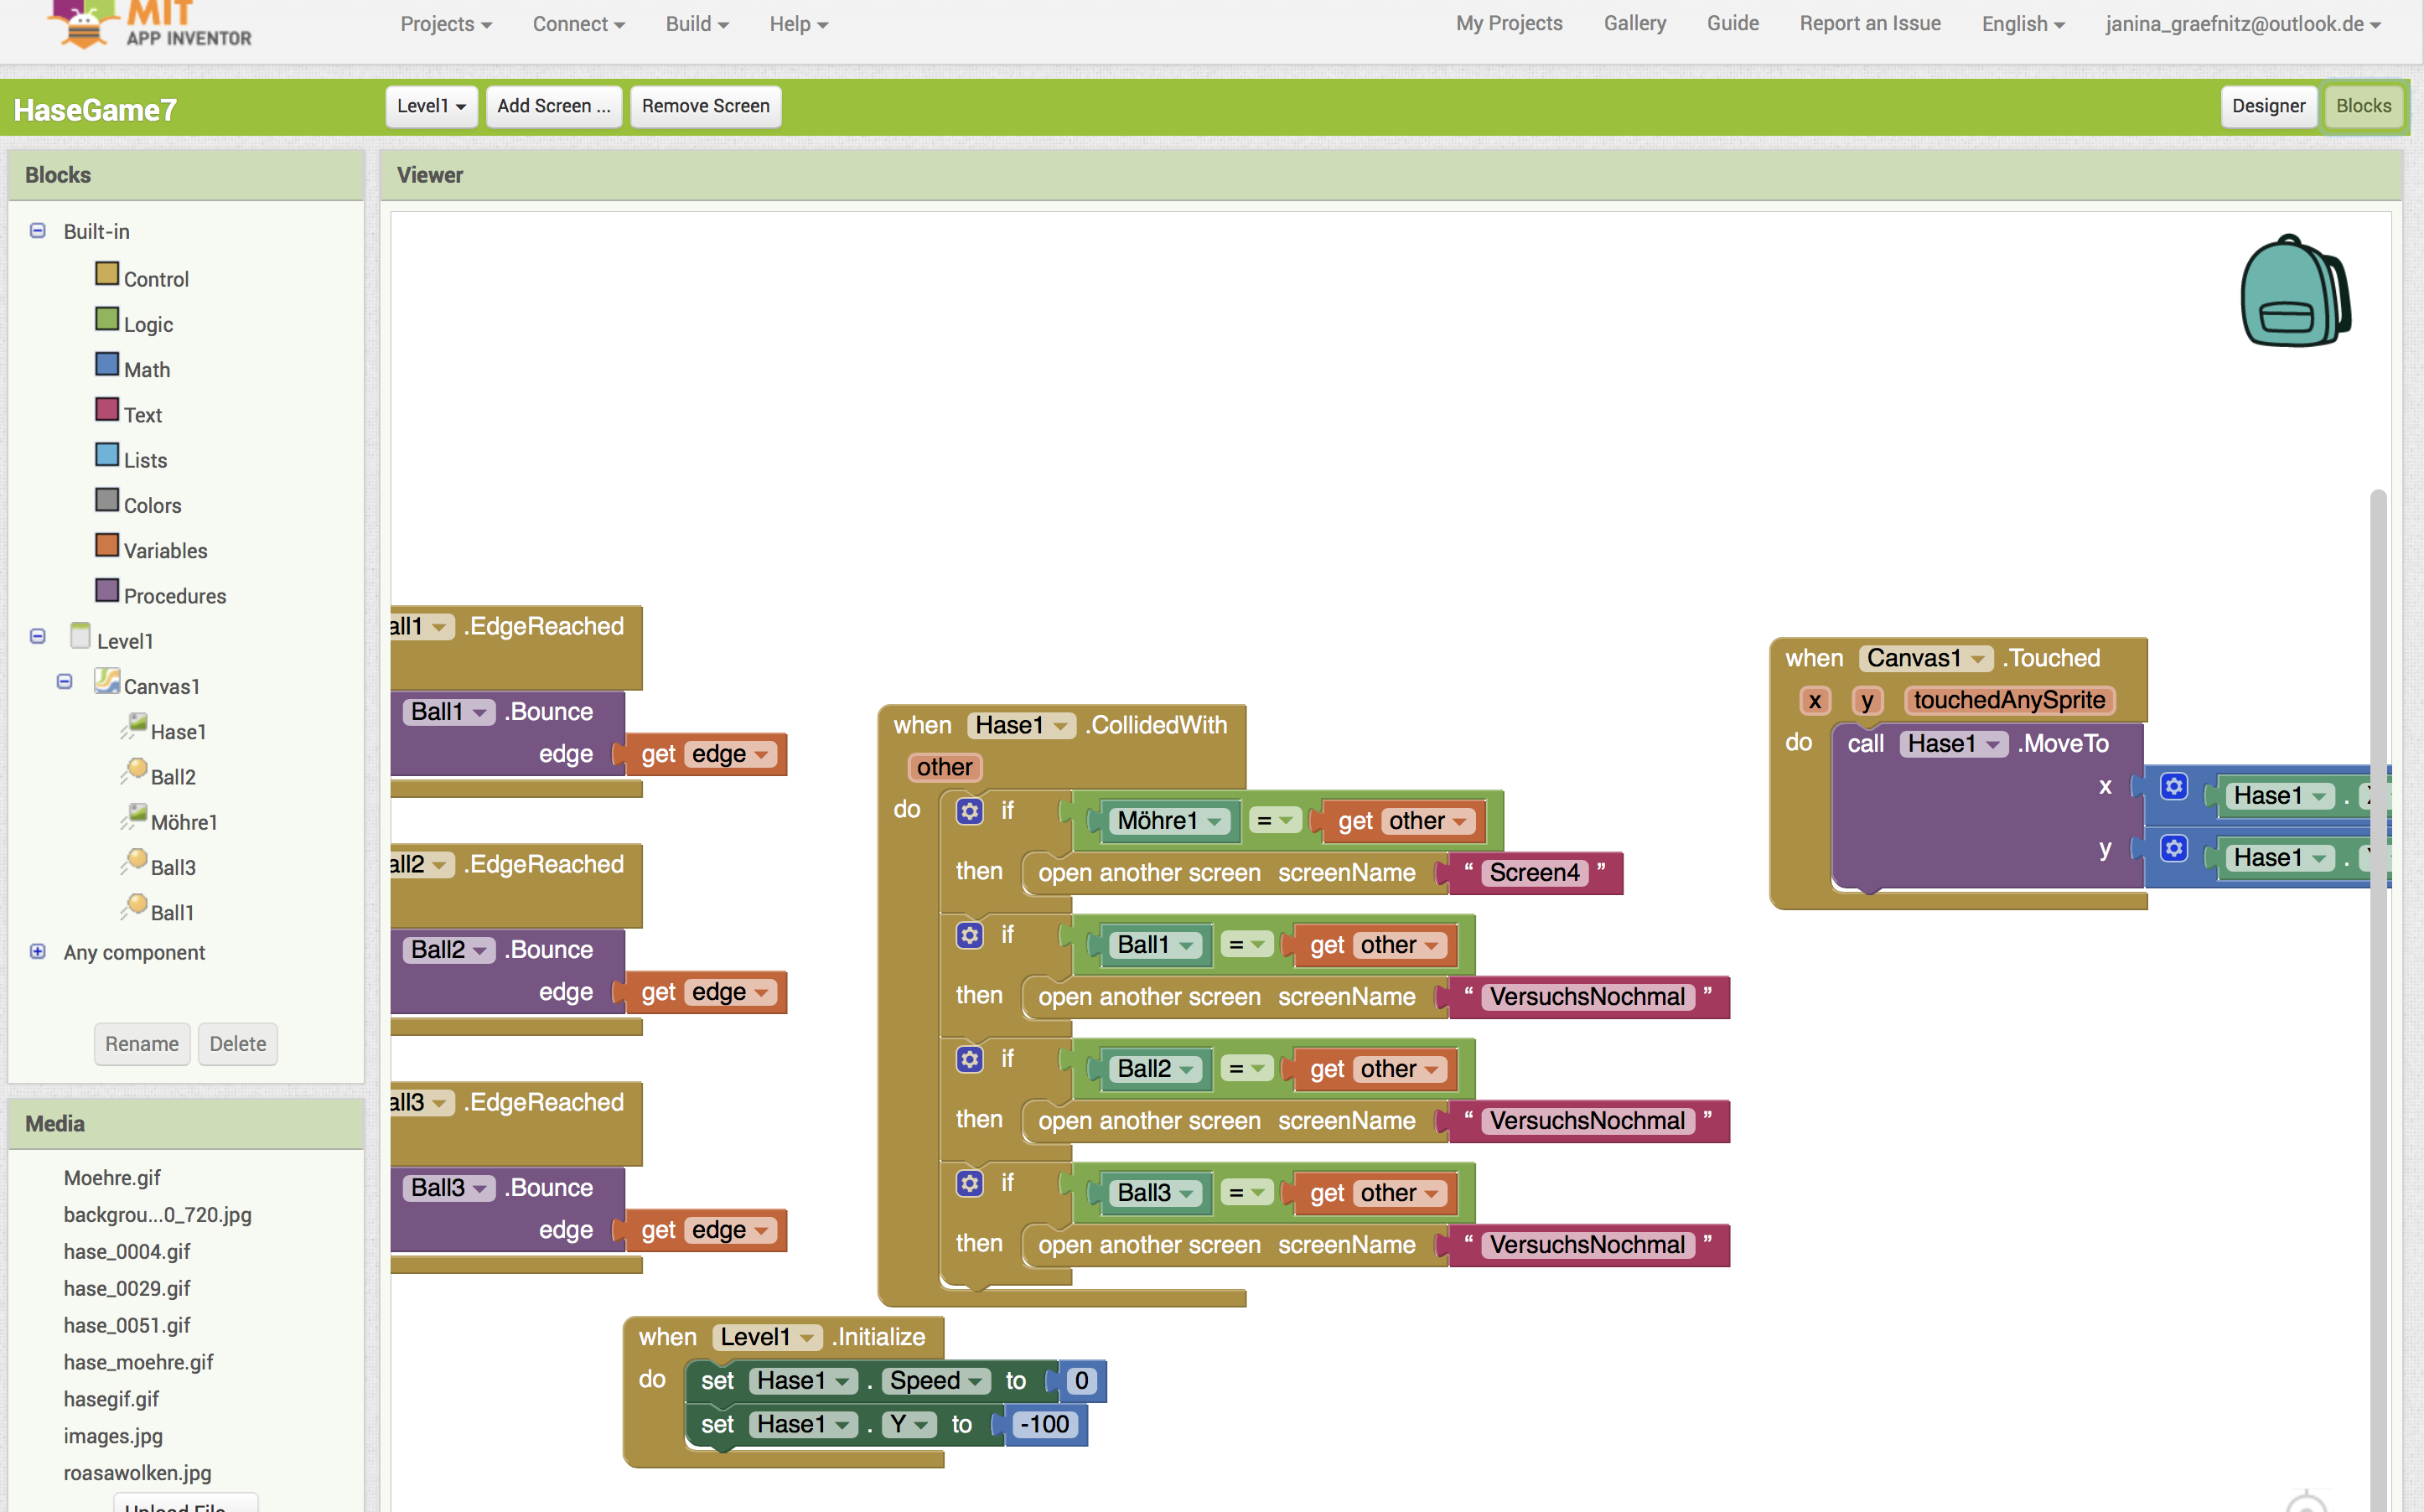 MIT
APP INVENTOR
Projects
Connect
Build
Help
My Projects
Gallery
Guide
Report an Issue
English
janina_graefnitz@outlook.de
HaseGame7
Level1
Add Screen ...
Remove Screen
Designer
Blocks
Blocks
Built-in
Control
Logic
Math
Text
Lists
Colors
Variables
Procedures
Level1
Canvas1
Hase1
Ball2
Möhre1
Ball3
Ball1
Any component
Rename
Delete
Media
Moehre.gif
backgrou...0_720.jpg
hase_0004.gif
hase_0029.gif
hase_0051.gif
hase_moehre.gif
hasegif.gif
images.jpg
roasawolken.jpg
Upload File
Viewer
all1 .EdgeReached
Ball1 .Bounce
edge get edge
all2 .EdgeReached
Ball2 .Bounce
edge get edge
all3 .EdgeReached
Ball3 .Bounce
edge get edge
when Hase1 .CollidedWith
other
do if Möhre1 = get other
then open another screen screenName “ Screen4 ”
if Ball1 = get other
then open another screen screenName “ VersuchsNochmal ”
if Ball2 = get other
then open another screen screenName “ VersuchsNochmal ”
if Ball3 = get other
then open another screen screenName “ VersuchsNochmal ”
when Level1 .Initialize
do set Hase1 . Speed to 0
set Hase1 . Y to -100
when Canvas1 .Touched
x y touchedAnySprite
do call Hase1 .MoveTo
x Hase1 .
y Hase1 .